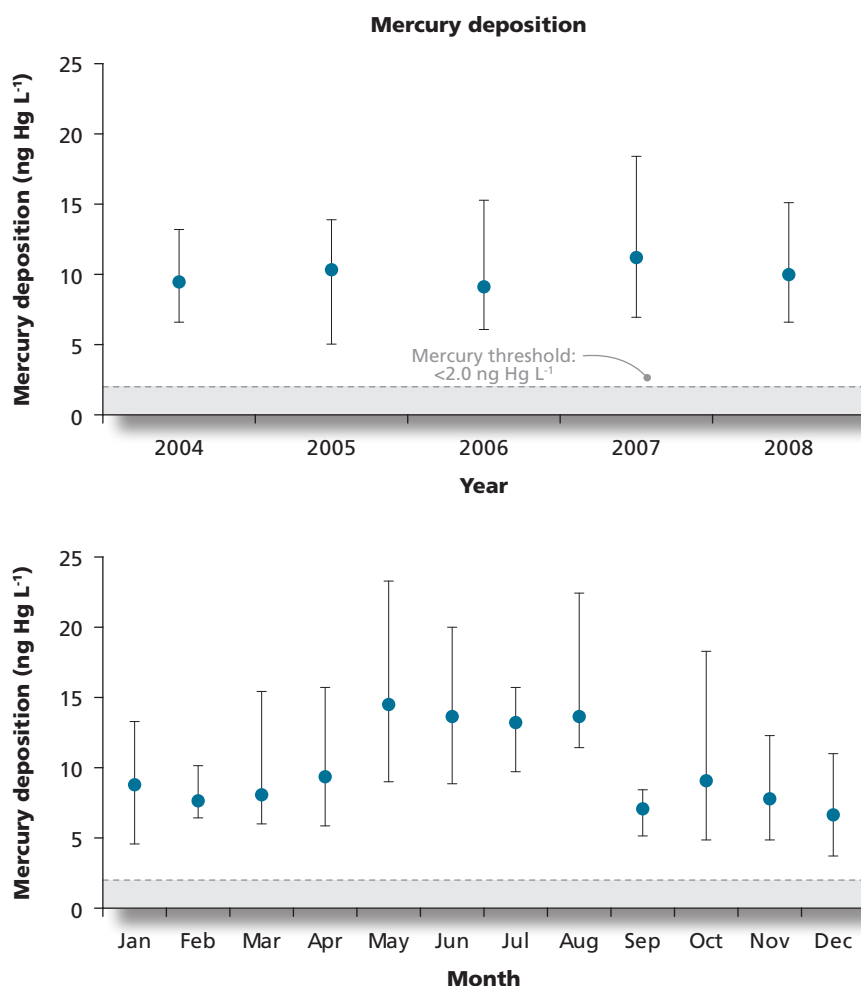 Mercury deposition
Mercury deposition (ng Hg L⁻¹)
25
20
15
10
5
0
Mercury threshold:
<2.0 ng Hg L⁻¹
2004 2005 2006 2007 2008
Year
Mercury deposition (ng Hg L⁻¹)
25
20
15
10
5
0
Jan Feb Mar Apr May Jun Jul Aug Sep Oct Nov Dec
Month